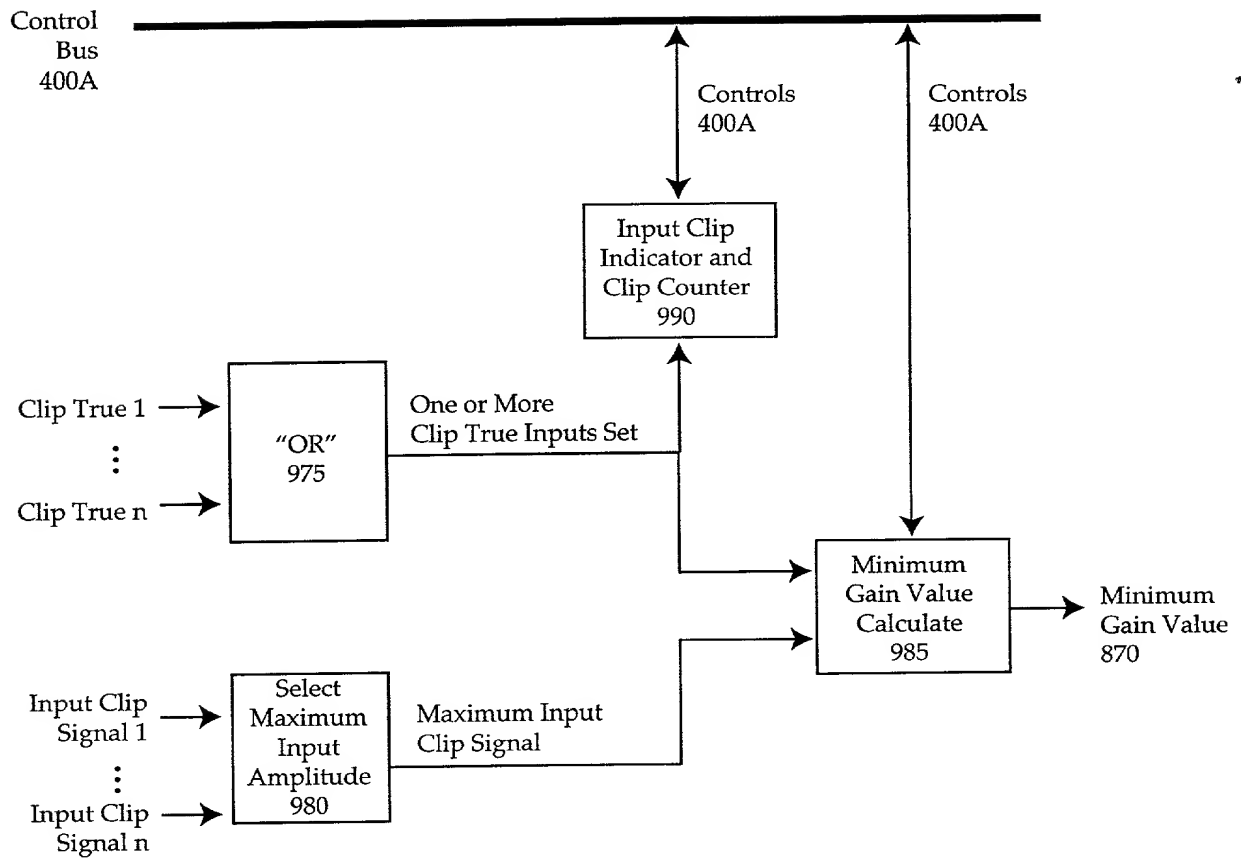 Control
Bus
400A
Controls
400A
Controls
400A
Input Clip
Indicator and
Clip Counter
990
Clip True 1
Clip True n
"OR"
975
One or More
Clip True Inputs Set
Minimum
Gain Value
Calculate
985
Minimum
Gain Value
870
Input Clip
Signal 1
Input Clip
Signal n
Select
Maximum
Input
Amplitude
980
Maximum Input
Clip Signal